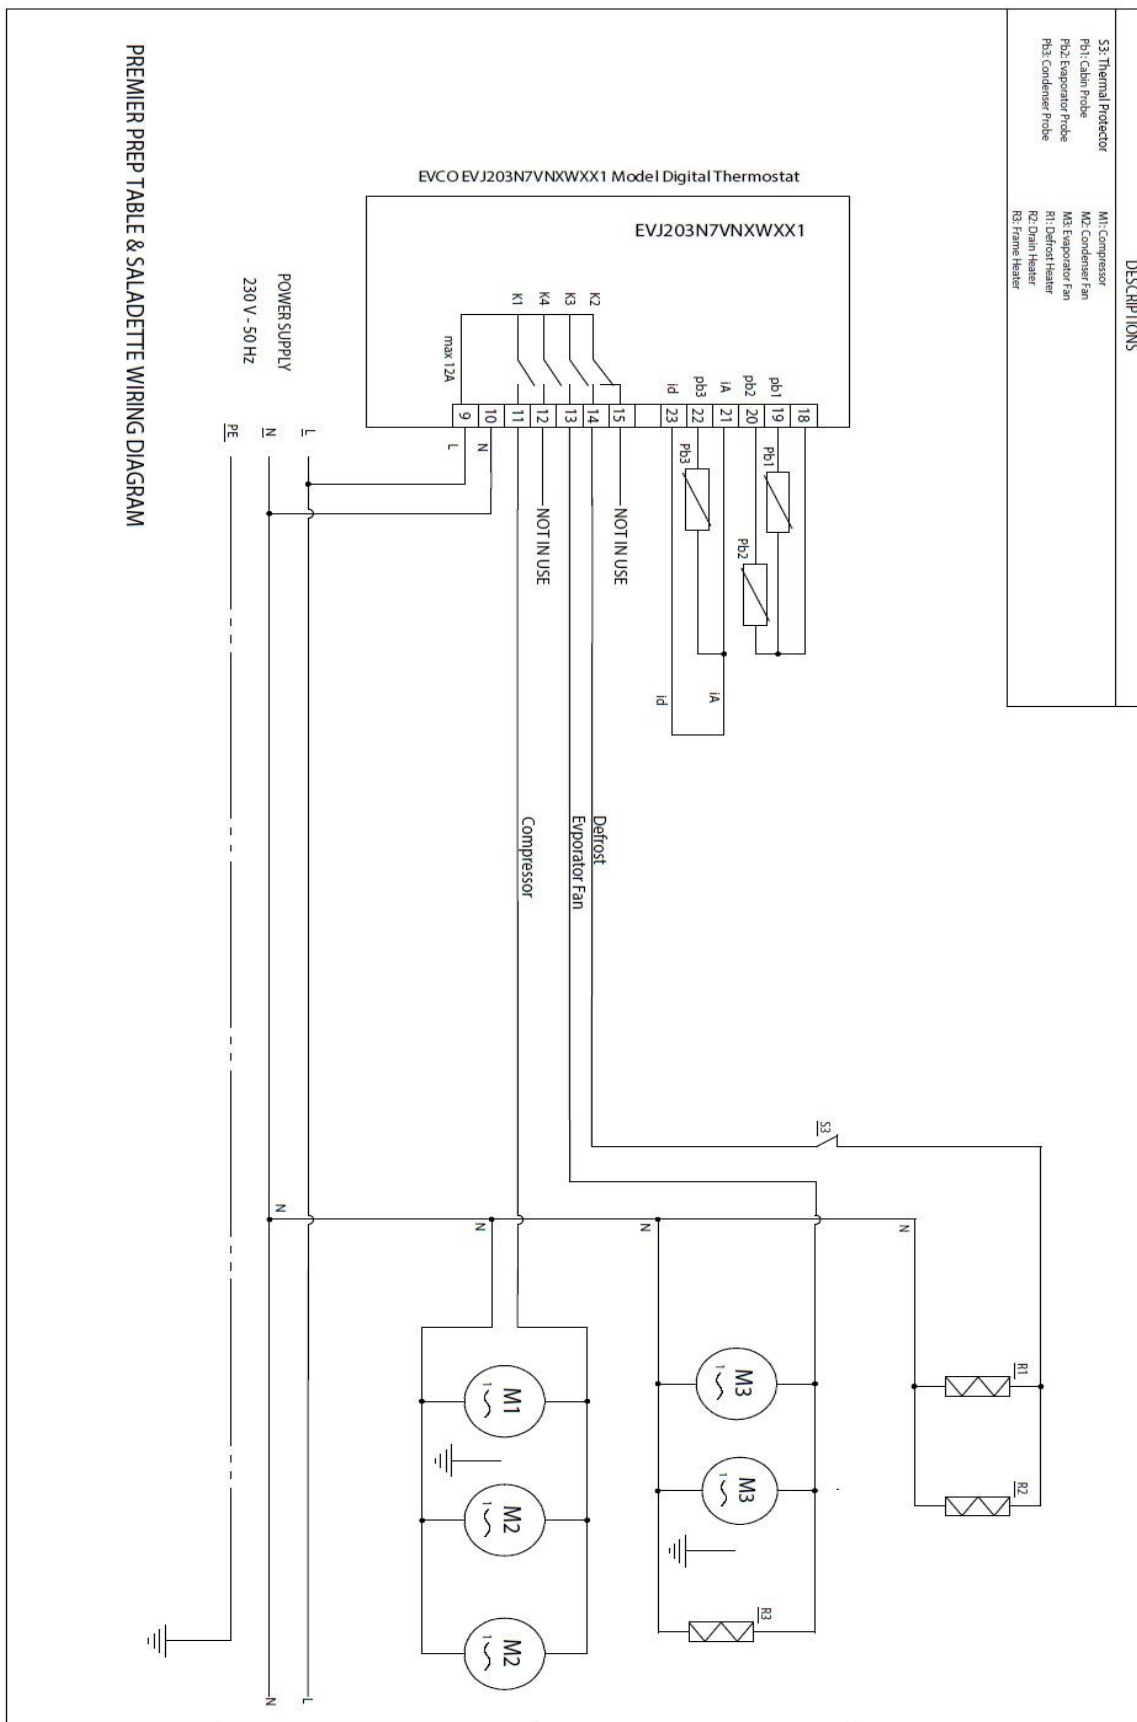 DESCRIPTIONS
S3: Thermal Protector
Pb1: Cabin Probe
Pb2: Evaporator Probe
Pb3: Condenser Probe
M1: Compressor
M2: Condenser Fan
M3: Evaporator Fan
R1: Defrost Heater
R2: Drain Heater
R3: Frame Heater
EVCO EVJ203N7VNXWXX1 Model Digital Thermostat
EVJ203N7VNXWXX1
K1
K4
K3
K2
max 12A
id
pb3
iA
pb2
pb1
9
10
11
12
13
14
15
23
22
21
20
19
18
L
N
NOT IN USE
NOT IN USE
Pb3
Pb1
Pb2
id
iA
POWER SUPPLY
230 V - 50 Hz
PE
N
L
Compressor
Evporator Fan
Defrost
S3
N
N
N
N
R1
R2
M3
1
M3
1
R3
M1
1
M2
1
M2
1
N
L
PREMIER PREP TABLE & SALADETTE WIRING DIAGRAM